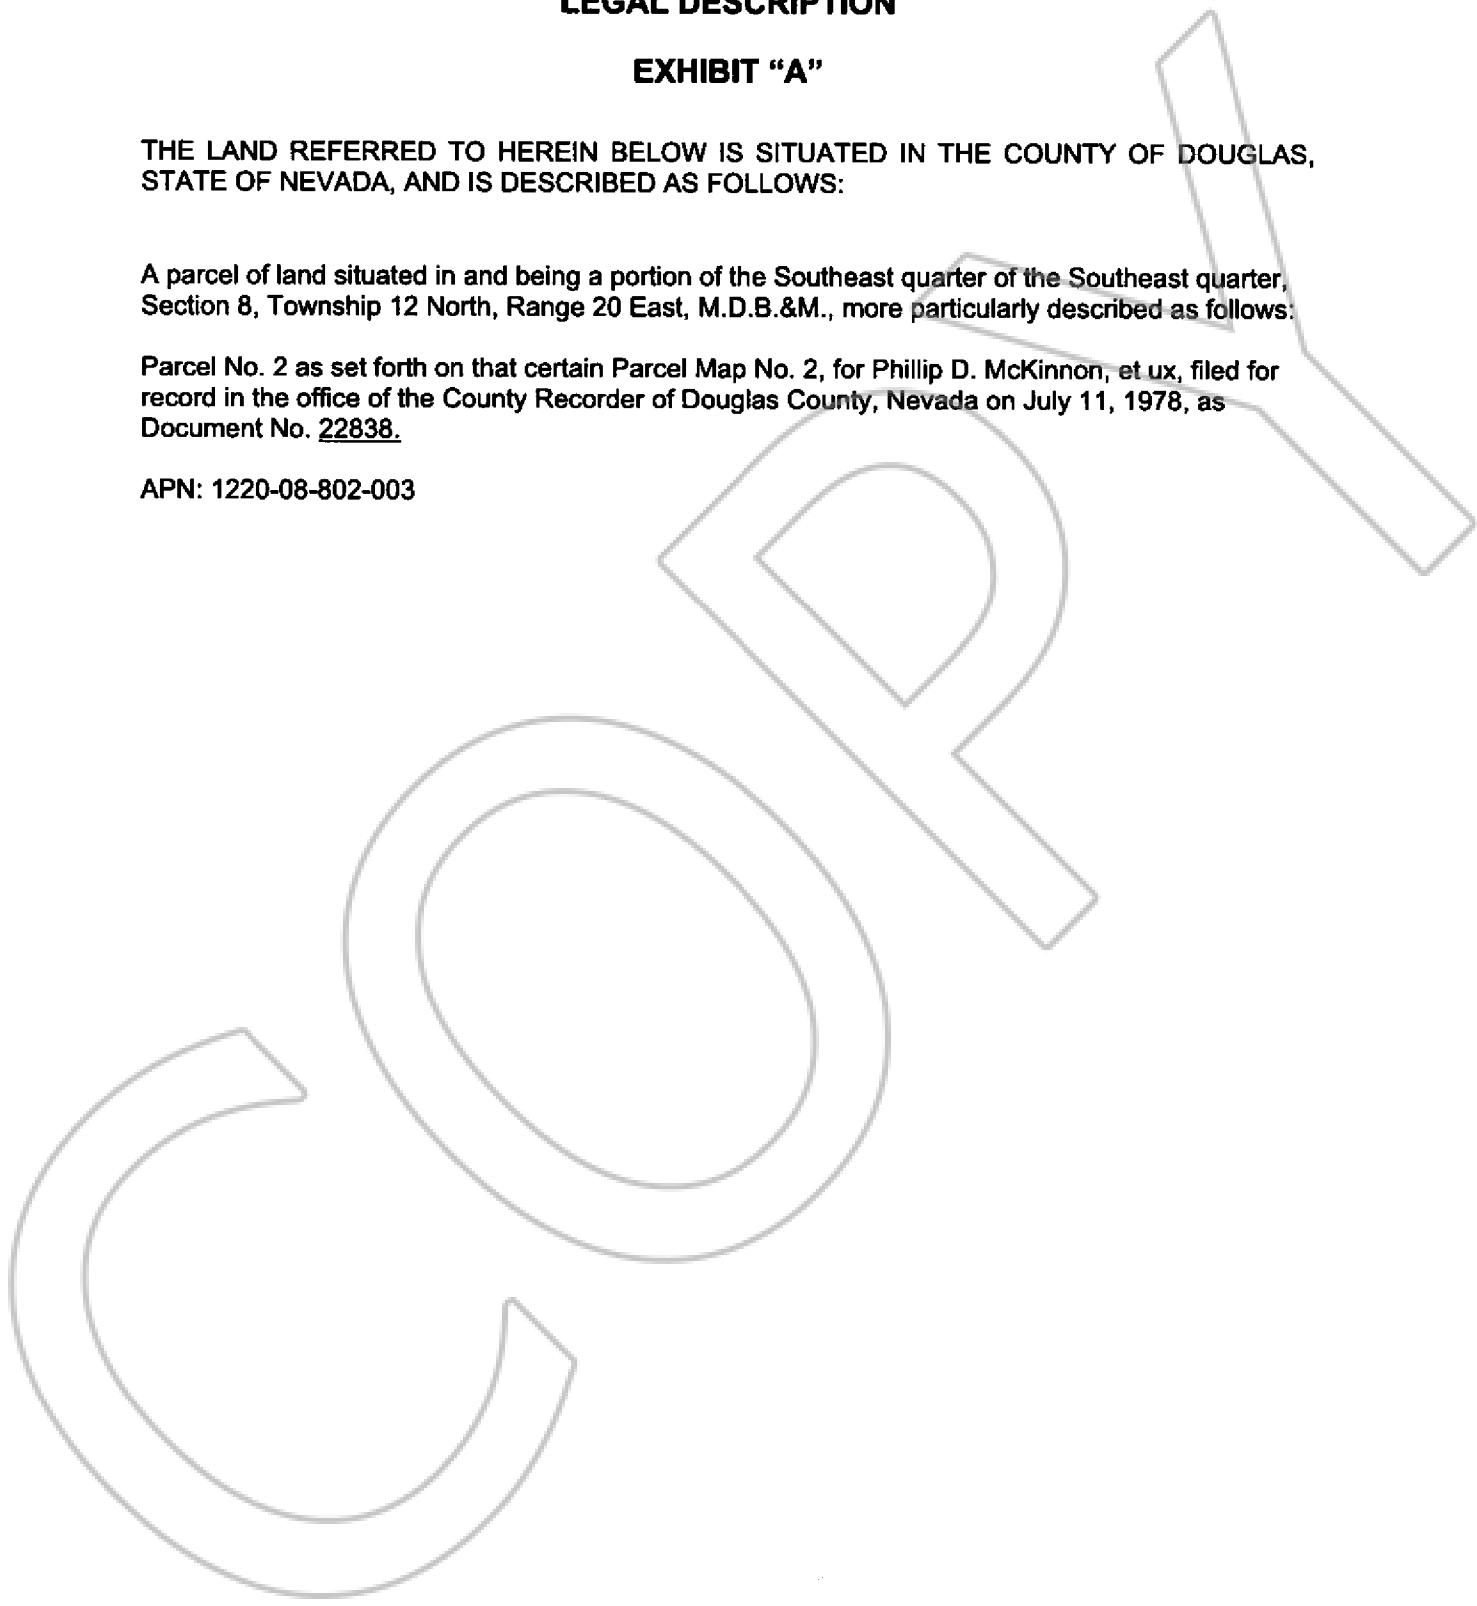 LEGAL DESCRIPTION
EXHIBIT “A”
THE LAND REFERRED TO HEREIN BELOW IS SITUATED IN THE COUNTY OF DOUGLAS,
STATE OF NEVADA, AND IS DESCRIBED AS FOLLOWS:
A parcel of land situated in and being a portion of the Southeast quarter of the Southeast quarter,
Section 8, Township 12 North, Range 20 East, M.D.B.&M., more particularly described as follows:
Parcel No. 2 as set forth on that certain Parcel Map No. 2, for Phillip D. McKinnon, et ux, filed for
record in the office of the County Recorder of Douglas County, Nevada on July 11, 1978, as
Document No. 22838.
APN: 1220-08-802-003
COPY